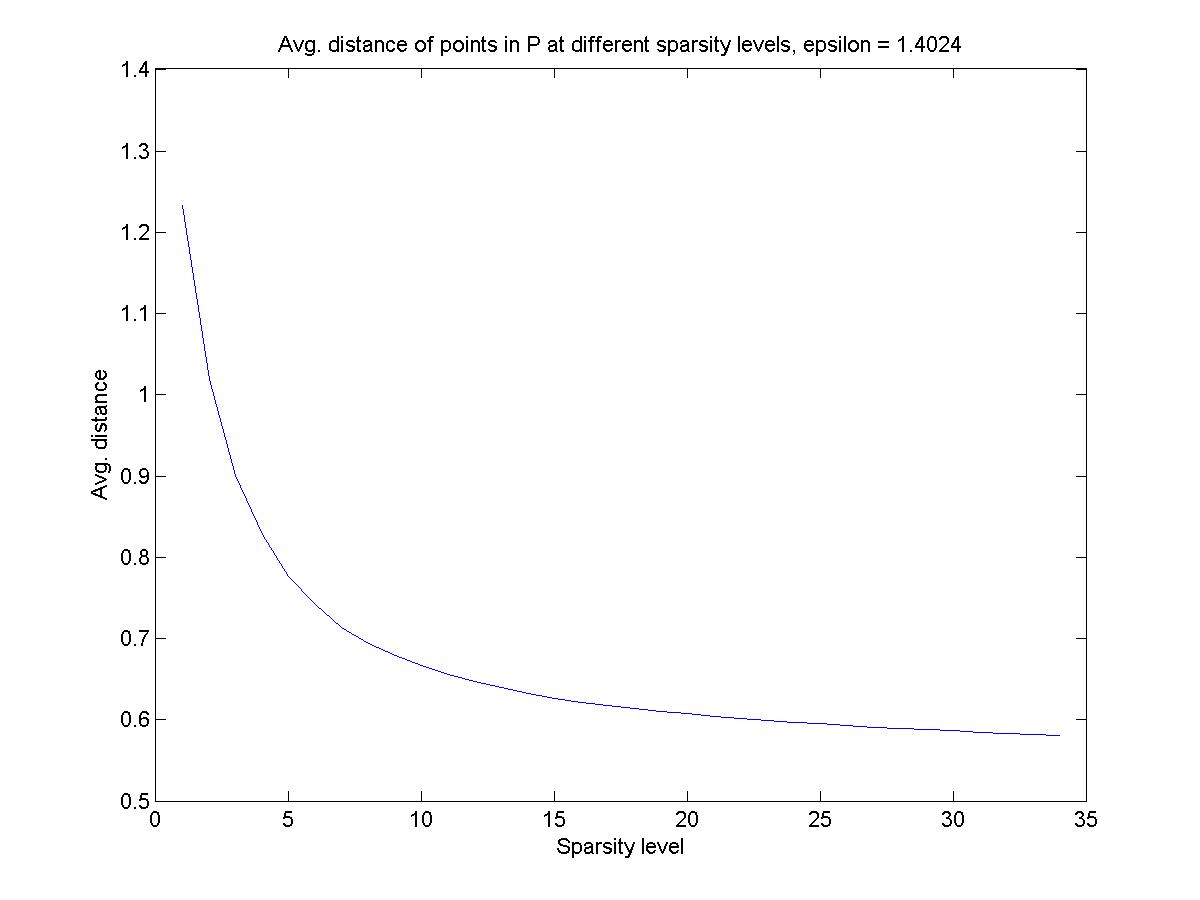 Avg. distance of points in P at different sparsity levels, epsilon = 1.4024
1.4
1.3
1.2
1.1
1
0.9
0.8
0.7
0.6
0.5
Avg. distance
0 5 10 15 20 25 30 35
Sparsity level